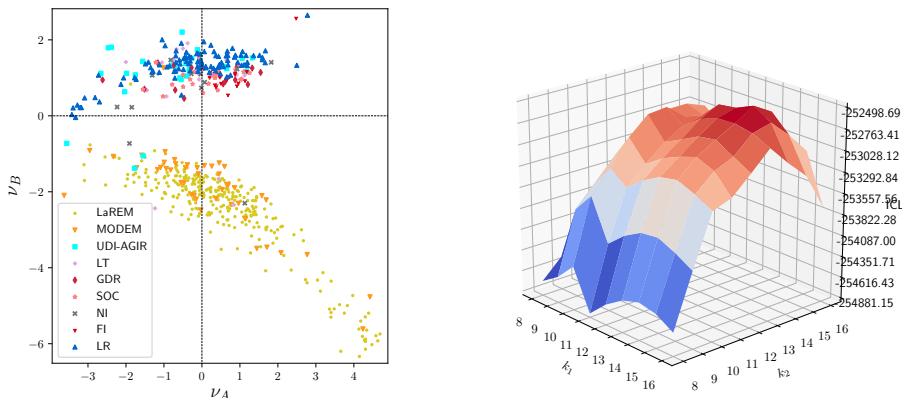 2
0
−2
−4
−6
ν_B
−3
−2
−1
0
1
2
3
4
ν_A
LaREM
MODEM
UDI-AGIR
LT
GDR
SOC
NI
FI
LR
-252498.69
-252763.41
-253028.12
-253292.84
-253557.56
-253822.28
-254087.00
-254351.71
-254616.43
-254881.15
ICL
8
9
10
11
12
13
14
15
16
k_1
8
9
10
11
12
13
14
15
16
k_2